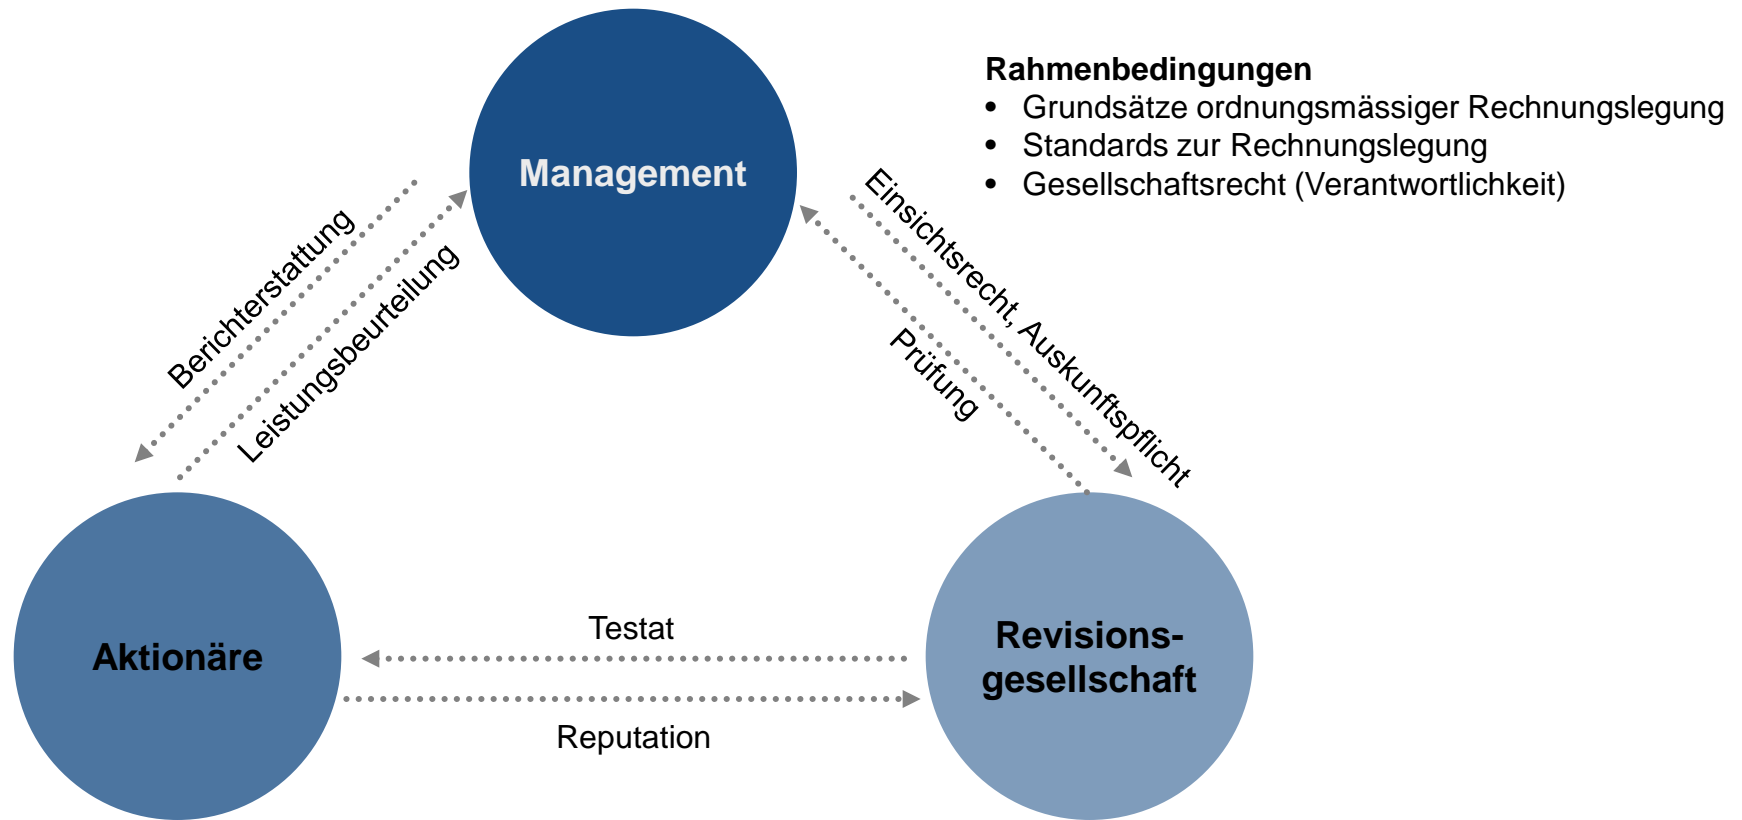 Rahmenbedingungen
• Grundsätze ordnungsmässiger Rechnungslegung
• Standards zur Rechnungslegung
• Gesellschaftsrecht (Verantwortlichkeit)
Management
Berichterstattung
Leistungsbeurteilung
Einsichtsrecht, Auskunftspflicht
Prüfung
Aktionäre
Testat
Reputation
Revisions-
gesellschaft